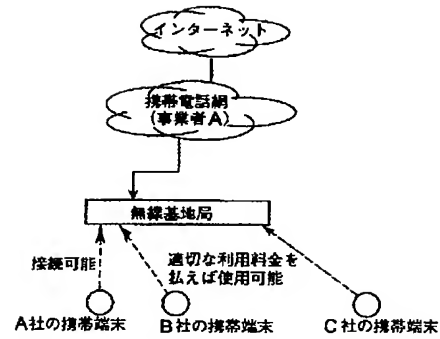 インターネット
携帯電話網
(事業者A)
無線基地局
接続可能
適切な利用料金を
払えば使用可能
A社の携帯端末
B社の携帯端末
C社の携帯端末